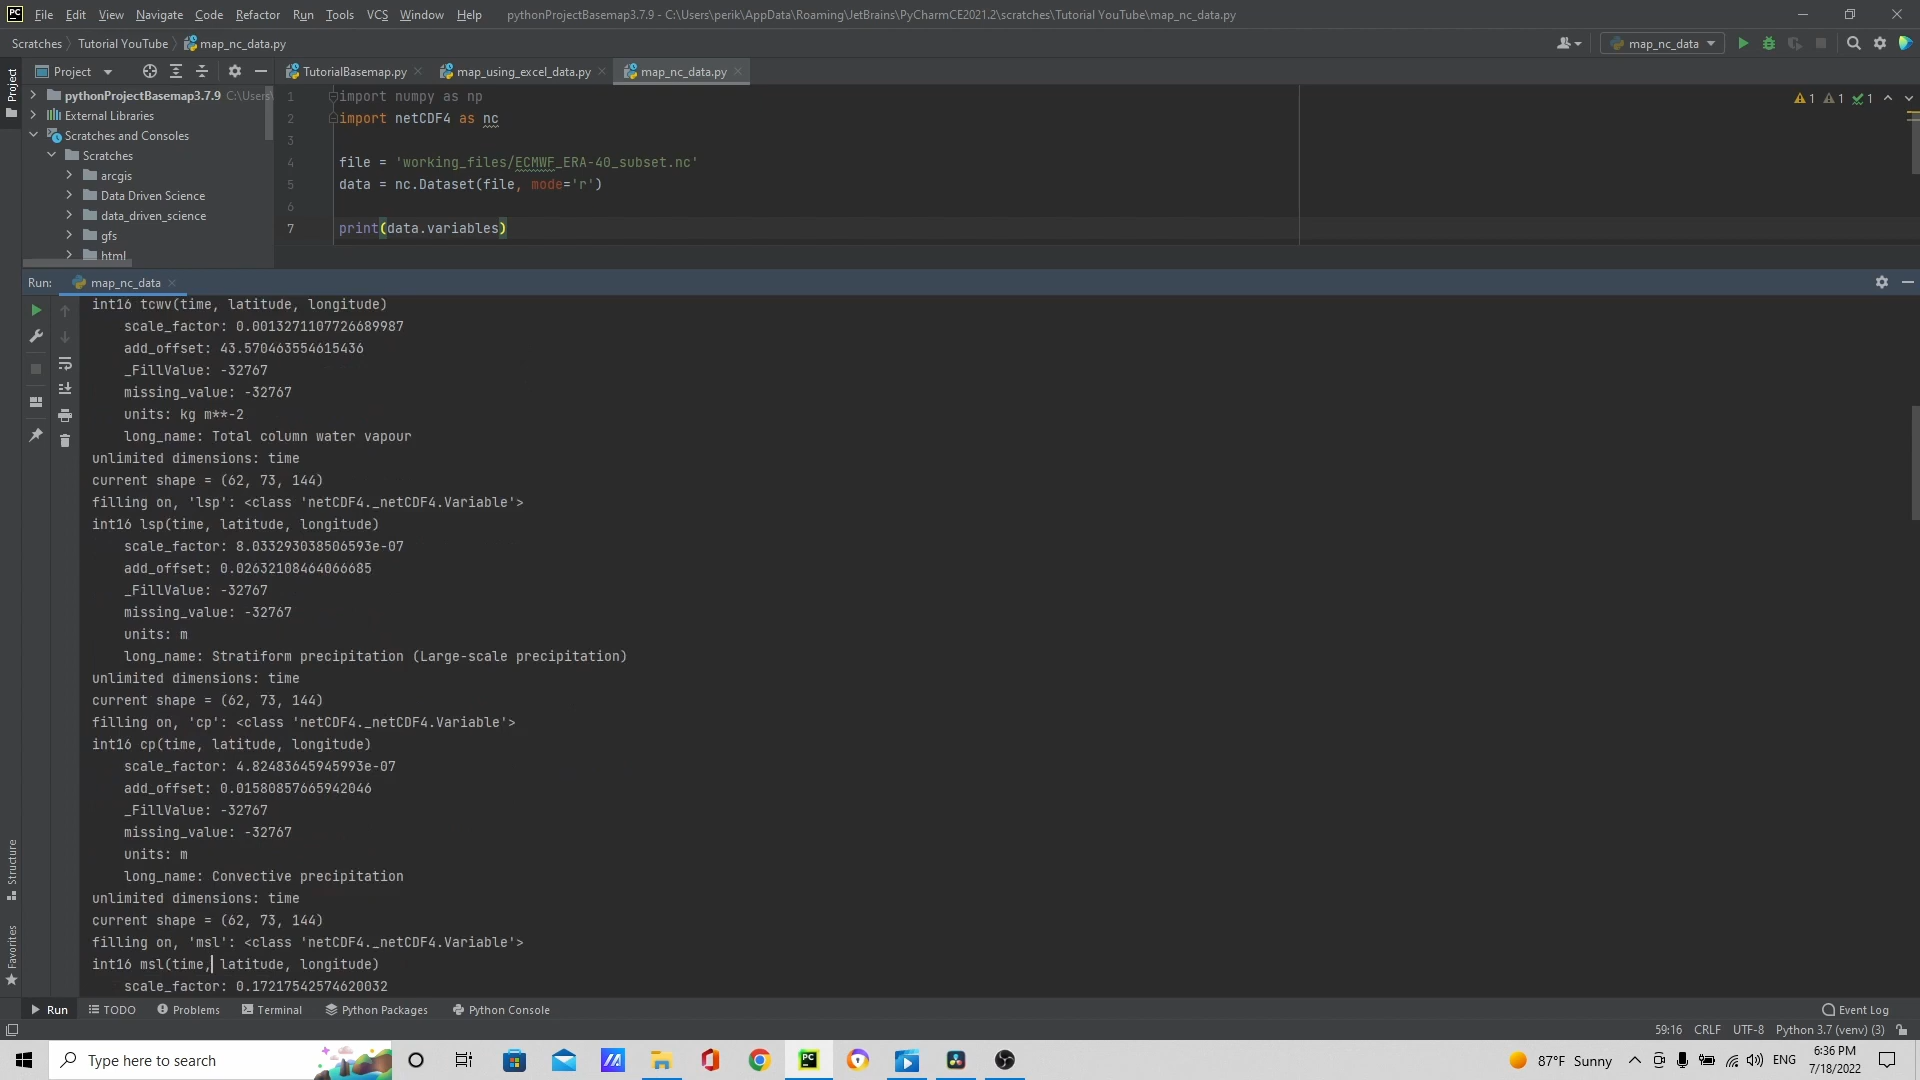 File Edit View Navigate Code Refactor Run Tools VCS Window Help pythonProjectBasemap3.7.9 - C:\Users\perik\AppData\Roaming\JetBrains\PyCharmCE2021.2\scratches\Tutorial YouTube\map_nc_data.py
Scratches Tutorial YouTube map_nc_data.py map_nc_data
Project
Project TutorialBasemap.py map_using_excel_data.py map_nc_data.py
pythonProjectBasemap3.7.9 C:\Users\
External Libraries
Scratches and Consoles
Scratches
arcgis
Data Driven Science
data_driven_science
gfs
html
1 import numpy as np
2 import netCDF4 as nc
3
4 file = 'working_files/ECMWF_ERA-40_subset.nc'
5 data = nc.Dataset(file, mode='r')
6
7 print(data.variables)
1 1 1
Run: map_nc_data
int16 tcwv(time, latitude, longitude)
scale_factor: 0.0013271107726689987
add_offset: 43.570463554615436
_FillValue: -32767
missing_value: -32767
units: kg m**-2
long_name: Total column water vapour
unlimited dimensions: time
current shape = (62, 73, 144)
filling on, 'lsp': <class 'netCDF4._netCDF4.Variable'>
int16 lsp(time, latitude, longitude)
scale_factor: 8.033293038506593e-07
add_offset: 0.02632108464066685
_FillValue: -32767
missing_value: -32767
units: m
long_name: Stratiform precipitation (Large-scale precipitation)
unlimited dimensions: time
current shape = (62, 73, 144)
filling on, 'cp': <class 'netCDF4._netCDF4.Variable'>
int16 cp(time, latitude, longitude)
scale_factor: 4.82483645945993e-07
add_offset: 0.01580857665942046
_FillValue: -32767
missing_value: -32767
units: m
long_name: Convective precipitation
unlimited dimensions: time
current shape = (62, 73, 144)
filling on, 'msl': <class 'netCDF4._netCDF4.Variable'>
int16 msl(time, latitude, longitude)
scale_factor: 0.17217542574620032
Structure
Favorites
Run TODO Problems Terminal Python Packages Python Console Event Log
59:16 CRLF UTF-8 Python 3.7 (venv) (3)
Type here to search 87°F Sunny ENG 6:36 PM
7/18/2022